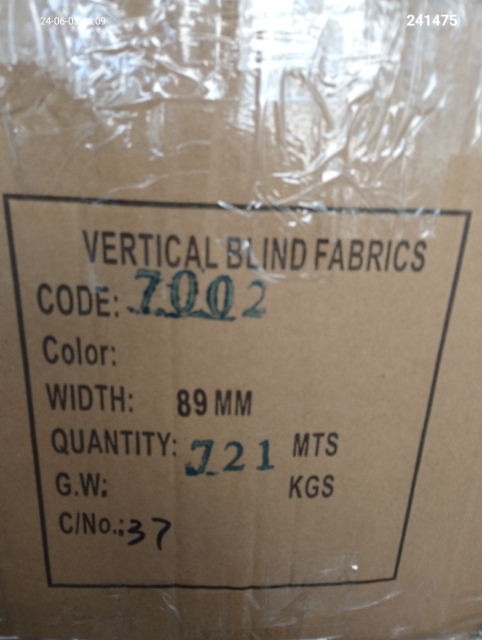 241475
VERTICAL BLIND FABRICS
CODE: 7002
Color:
WIDTH: 89 MM
QUANTITY: 721 MTS
G.W: KGS
C/No.: 37